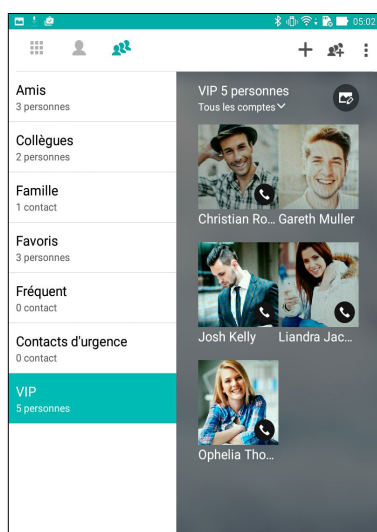 05:02
Amis
3 personnes
Collègues
2 personnes
Famille
1 contact
Favoris
3 personnes
Fréquent
0 contact
Contacts d'urgence
0 contact
VIP
5 personnes
VIP 5 personnes
Tous les comptes
Christian Ro... Gareth Muller
Josh Kelly Liandra Jac...
Ophelia Tho...